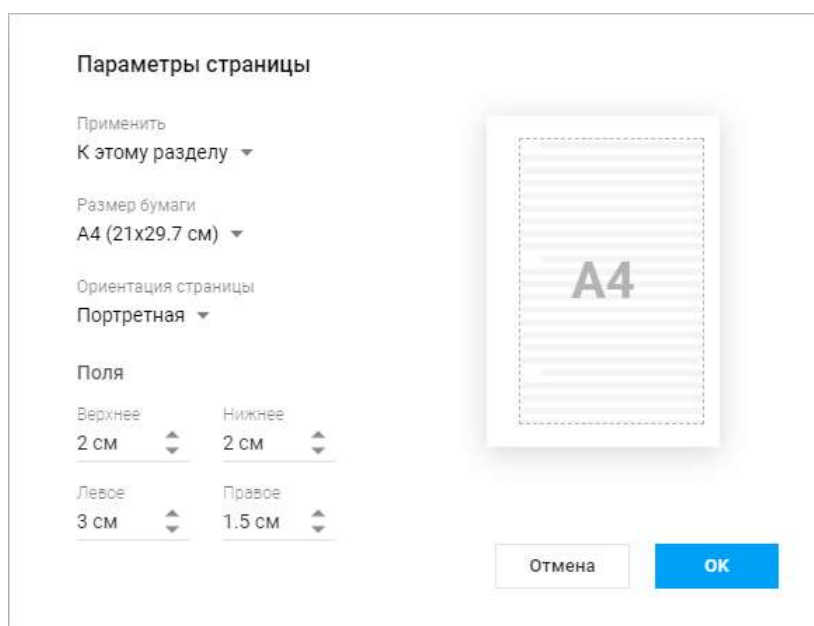 Параметры страницы
Применить
К этому разделу
Размер бумаги
A4 (21x29.7 см)
Ориентация страницы
Портретная
Поля
Верхнее Нижнее
2 см 2 см
Левое Правое
3 см 1.5 см
A4
Отмена OK